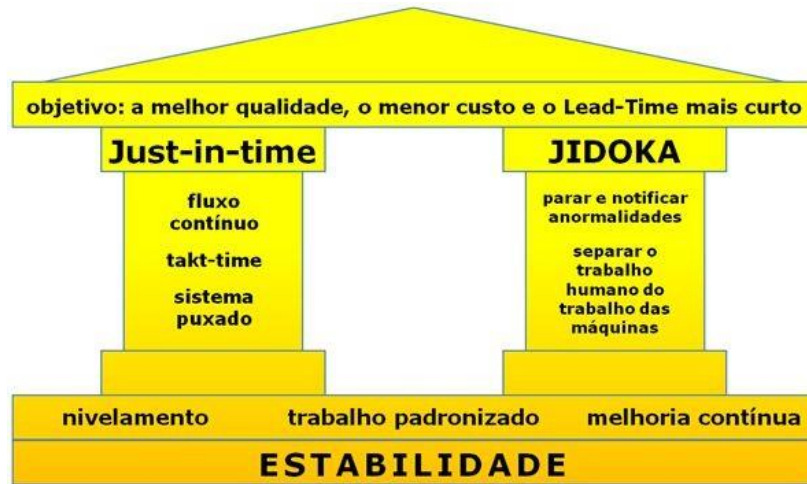 objetivo: a melhor qualidade, o menor custo e o Lead-Time mais curto
Just-in-time
fluxo
contínuo
takt-time
sistema
puxado
JIDOKA
parar e notificar
anormalidades
separar o
trabalho
humano do
trabalho das
máquinas
nivelamento trabalho padronizado melhoria contínua
ESTABILIDADE